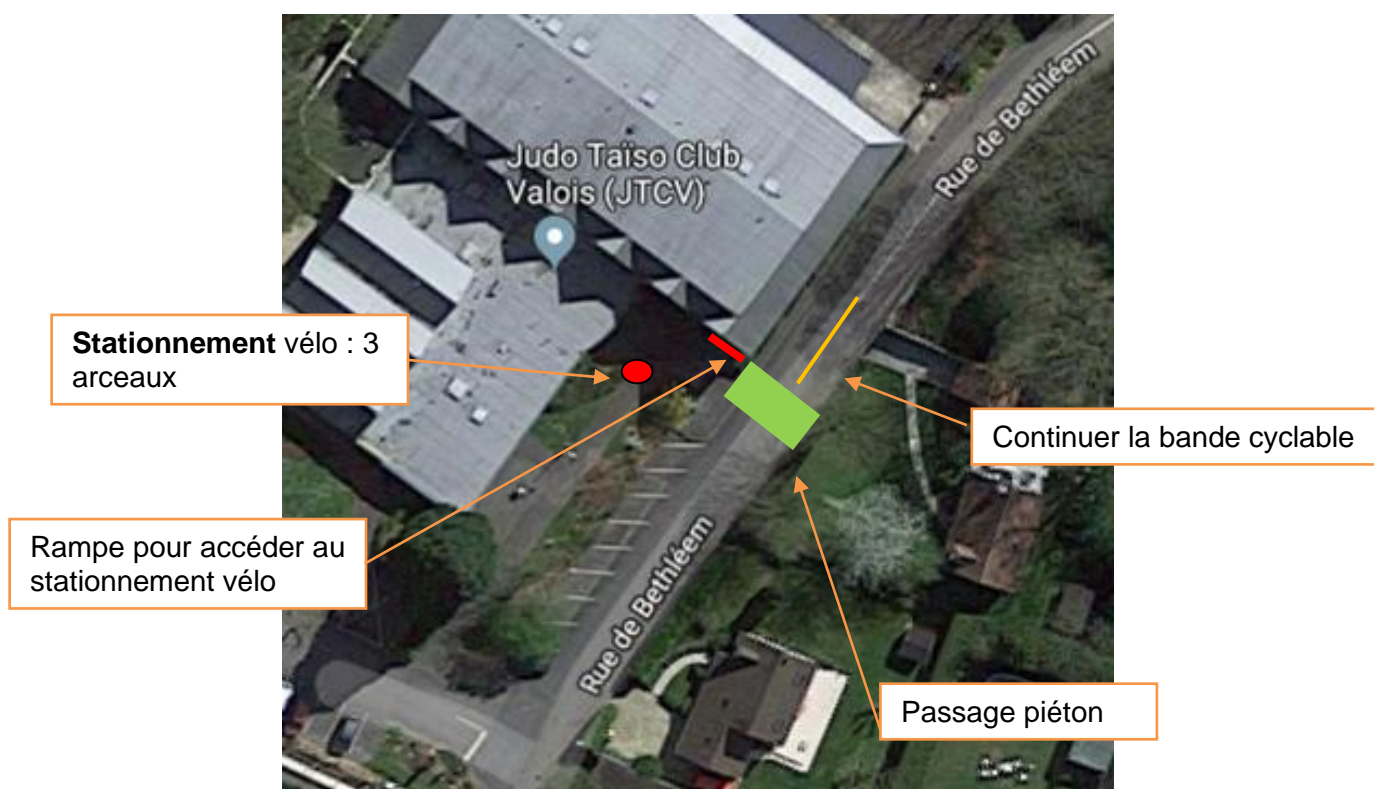 Rue de Bethléem
Judo Taïso Club
Valois (JTCV)
Stationnement vélo : 3
arceaux
Continuer la bande cyclable
Rampe pour accéder au
stationnement vélo
Rue de Bethléem
Passage piéton